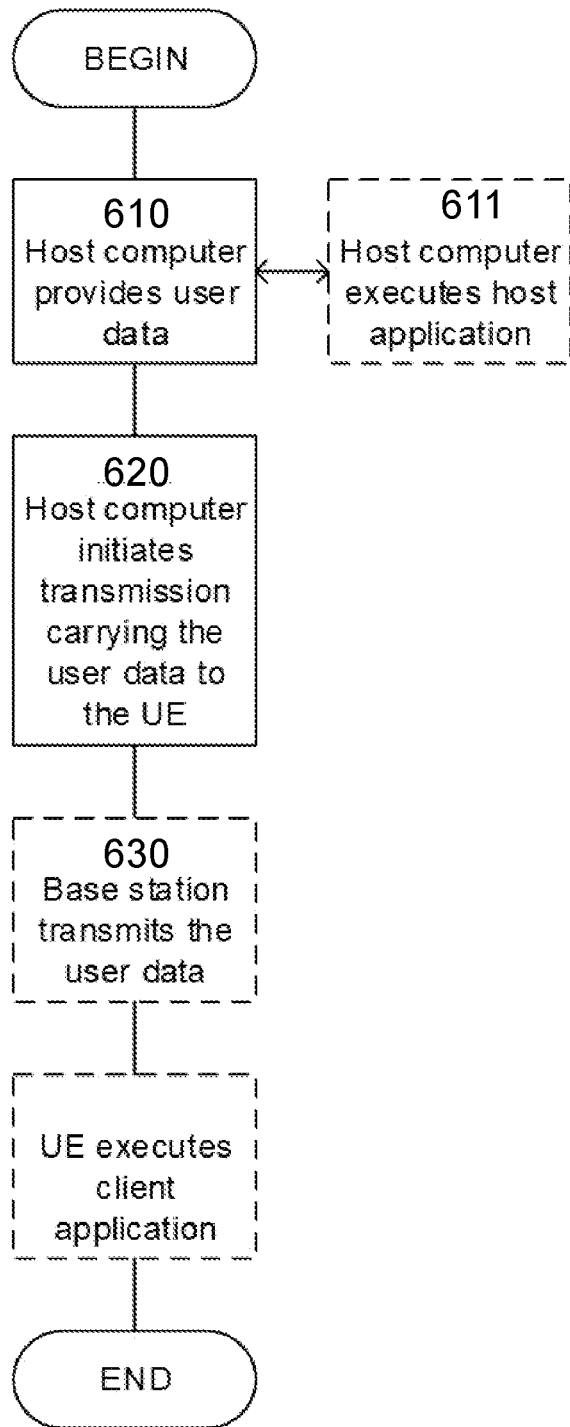 BEGIN
610
Host computer
provides user
data
611
Host computer
executes host
application
620
Host computer
initiates
transmission
carrying the
user data to
the UE
630
Base station
transmits the
user data
UE executes
client
application
END